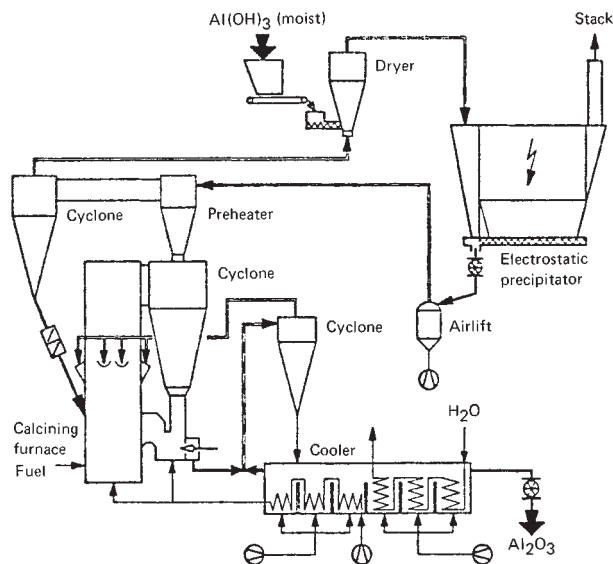 Al(OH)3 (moist)
Stack
Dryer
Cyclone
Preheater
Cyclone
Electrostatic
precipitator
Cyclone
Airlift
Calcining
furnace
Fuel
Cooler
H2O
Al2O3